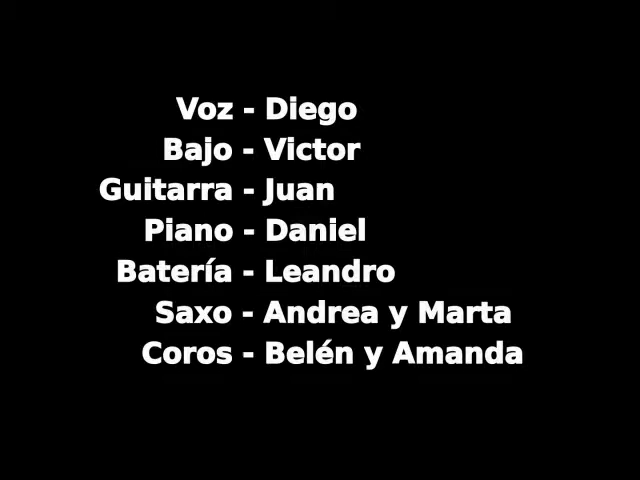 Voz - Diego
Bajo - Victor
Guitarra - Juan
Piano - Daniel
Batería - Leandro
Saxo - Andrea y Marta
Coros - Belén y Amanda